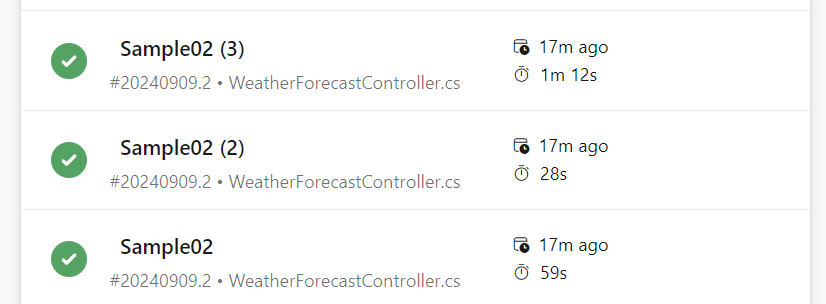 Sample02 (3)
17m ago
#20240909.2 • WeatherForecastController.cs
1m 12s
Sample02 (2)
17m ago
#20240909.2 • WeatherForecastController.cs
28s
Sample02
17m ago
#20240909.2 • WeatherForecastController.cs
59s